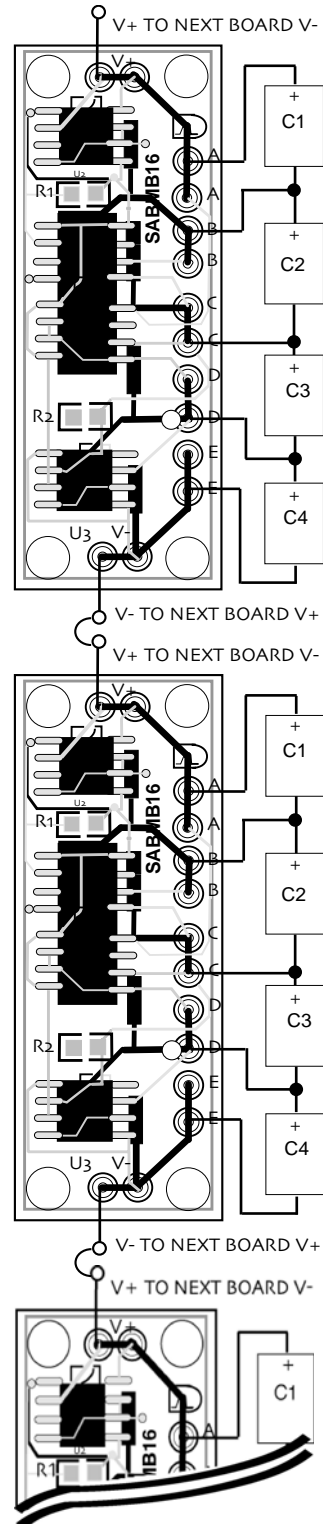 V+ TO NEXT BOARD V-
V+
A
+
C1
U2
R1
SABMB16
A
B
B
+
C2
C
C
D
+
C3
R2
D
E
E
+
C4
U3
V-
V- TO NEXT BOARD V+
V+ TO NEXT BOARD V-
V+
A
+
C1
U2
R1
SABMB16
A
B
B
+
C2
C
C
D
+
C3
R2
D
E
E
+
C4
U3
V-
V- TO NEXT BOARD V+
V+ TO NEXT BOARD V-
V+
A
+
C1
U2
R1
MB16